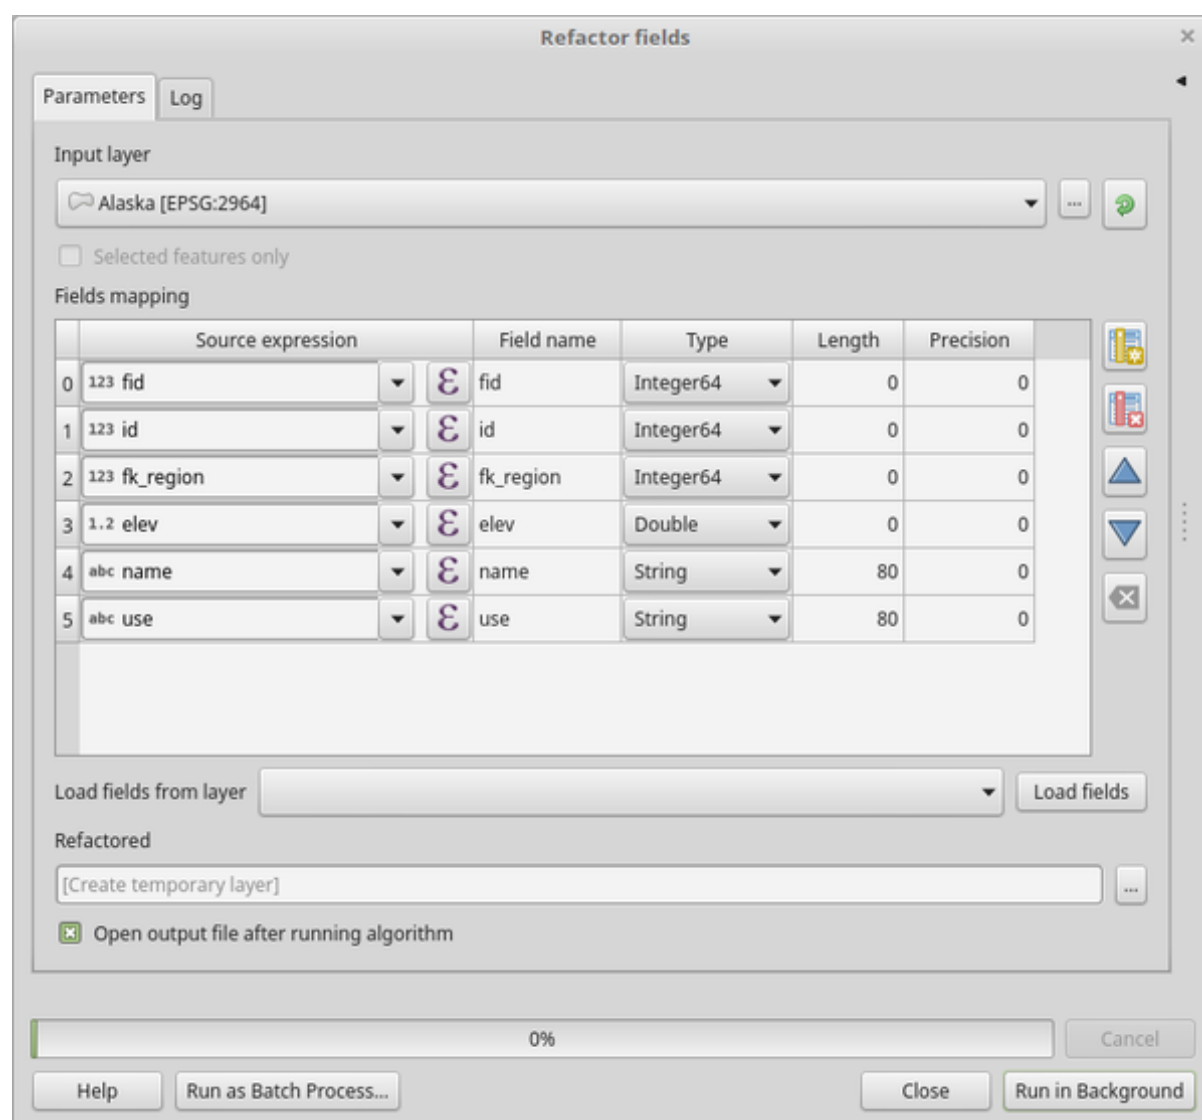 Refactor fields
Parameters Log
Input layer
Alaska [EPSG:2964] ...
Selected features only
Fields mapping
Source expression Field name Type Length Precision
0 123 fid ε fid Integer64 0 0
1 123 id ε id Integer64 0 0
2 123 fk_region ε fk_region Integer64 0 0
3 1.2 elev ε elev Double 0 0
4 abc name ε name String 80 0
5 abc use ε use String 80 0
Load fields from layer Load fields
Refactored
[Create temporary layer] ...
Open output file after running algorithm
0% Cancel
Help Run as Batch Process... Close Run in Background